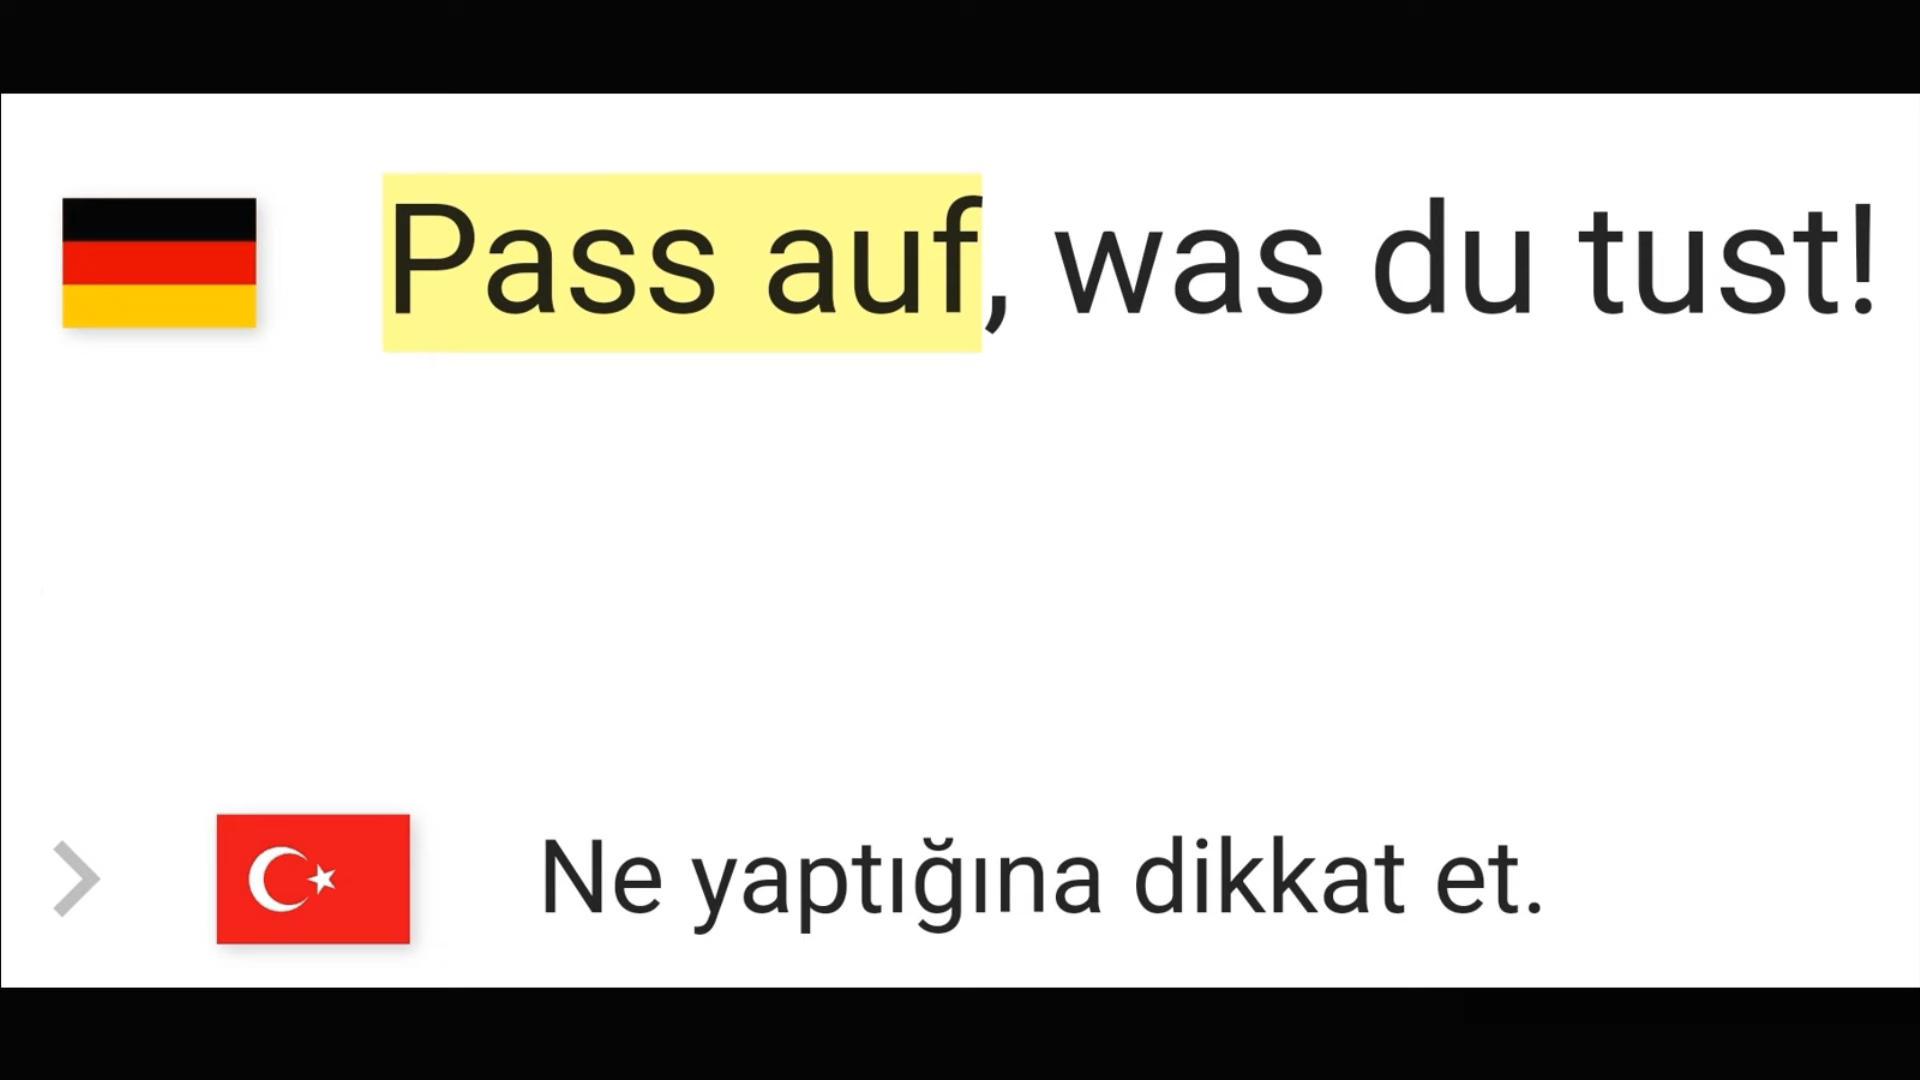 Pass auf, was du tust!
Ne yaptığına dikkat et.